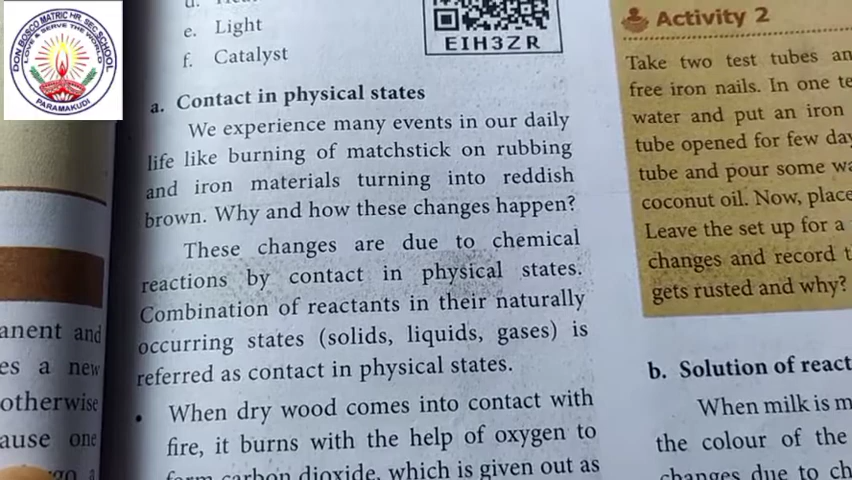 DON BOSCO MATRIC HR. SEC SCHOOL
LOVE & SERVE THE WORLD
PARAMAKUDI
e. Light
f. Catalyst
EIH3ZR
a. Contact in physical states
We experience many events in our daily
life like burning of matchstick on rubbing
and iron materials turning into reddish
brown. Why and how these changes happen?
These changes are due to chemical
reactions by contact in physical states.
Combination of reactants in their naturally
occurring states (solids, liquids, gases) is
referred as contact in physical states.
• When dry wood comes into contact with
fire, it burns with the help of oxygen to
form carbon dioxide, which is given out as
Activity 2
Take two test tubes an
free iron nails. In one te
water and put an iron
tube opened for few day
tube and pour some wa
coconut oil. Now, place
Leave the set up for a
changes and record t
gets rusted and why?
b. Solution of react
When milk is m
the colour of the
changes due to ch
anent and
es a new
otherwise
ause one